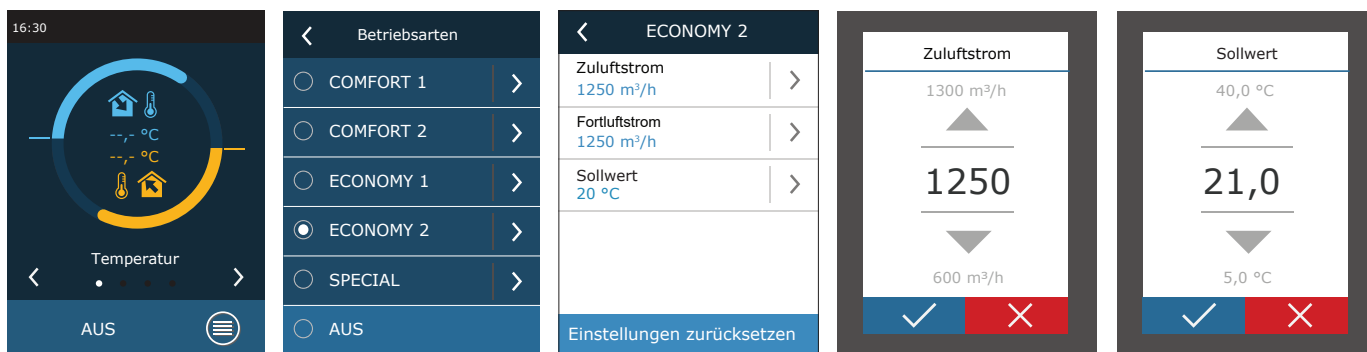 16:30
--,- °C
--,- °C
Temperatur
AUS
Betriebsarten
COMFORT 1
COMFORT 2
ECONOMY 1
ECONOMY 2
SPECIAL
AUS
ECONOMY 2
Zuluftstrom
1250 m³/h
Fortluftstrom
1250 m³/h
Sollwert
20 °C
Einstellungen zurücksetzen
Zuluftstrom
1300 m³/h
1250
600 m³/h
Sollwert
40,0 °C
21,0
5,0 °C